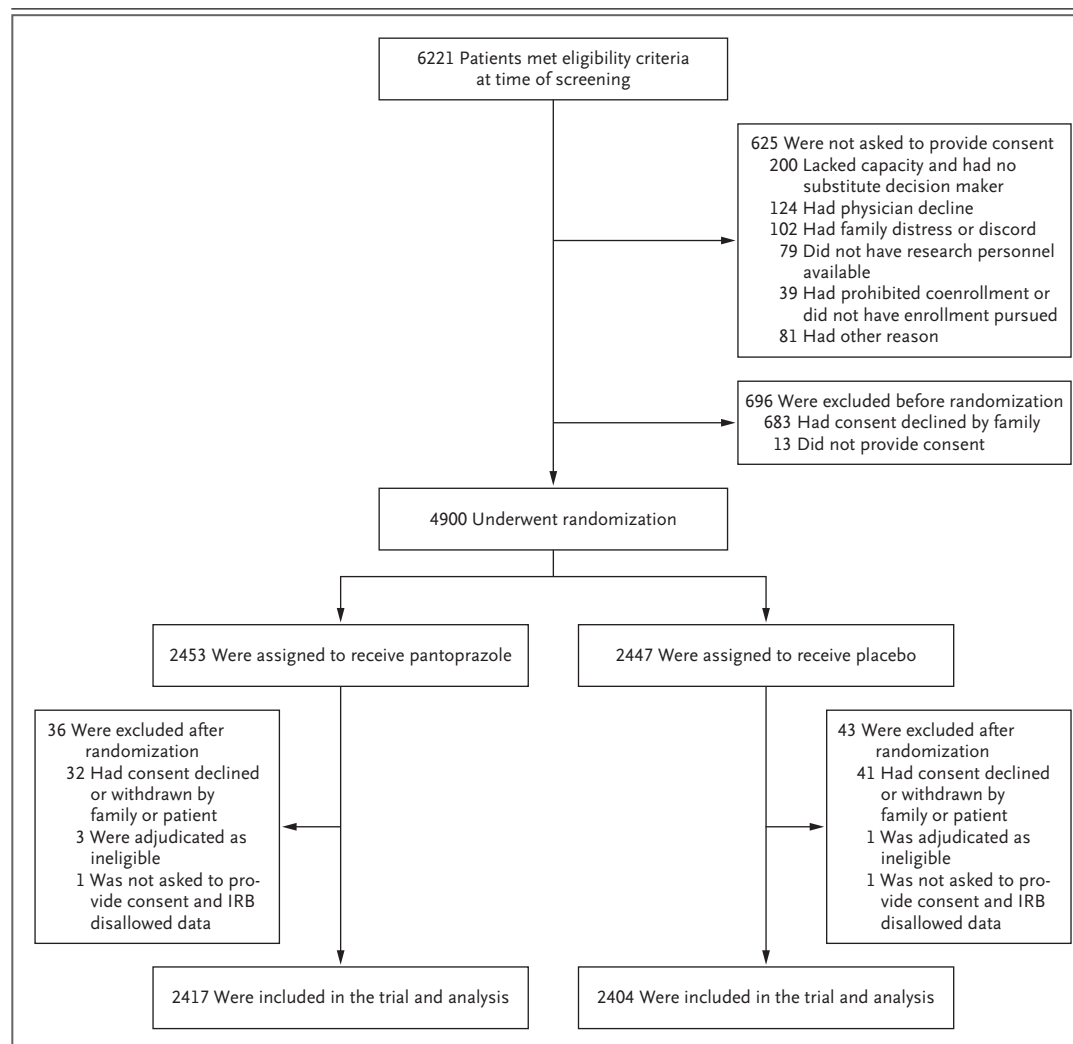 6221 Patients met eligibility criteria
at time of screening
625 Were not asked to provide consent
200 Lacked capacity and had no
substitute decision maker
124 Had physician decline
102 Had family distress or discord
79 Did not have research personnel
available
39 Had prohibited coenrollment or
did not have enrollment pursued
81 Had other reason
696 Were excluded before randomization
683 Had consent declined by family
13 Did not provide consent
4900 Underwent randomization
2453 Were assigned to receive pantoprazole
2447 Were assigned to receive placebo
36 Were excluded after
randomization
32 Had consent declined
or withdrawn by
family or patient
3 Were adjudicated as
ineligible
1 Was not asked to pro-
vide consent and IRB
disallowed data
43 Were excluded after
randomization
41 Had consent declined
or withdrawn by
family or patient
1 Was adjudicated as
ineligible
1 Was not asked to pro-
vide consent and IRB
disallowed data
2417 Were included in the trial and analysis
2404 Were included in the trial and analysis